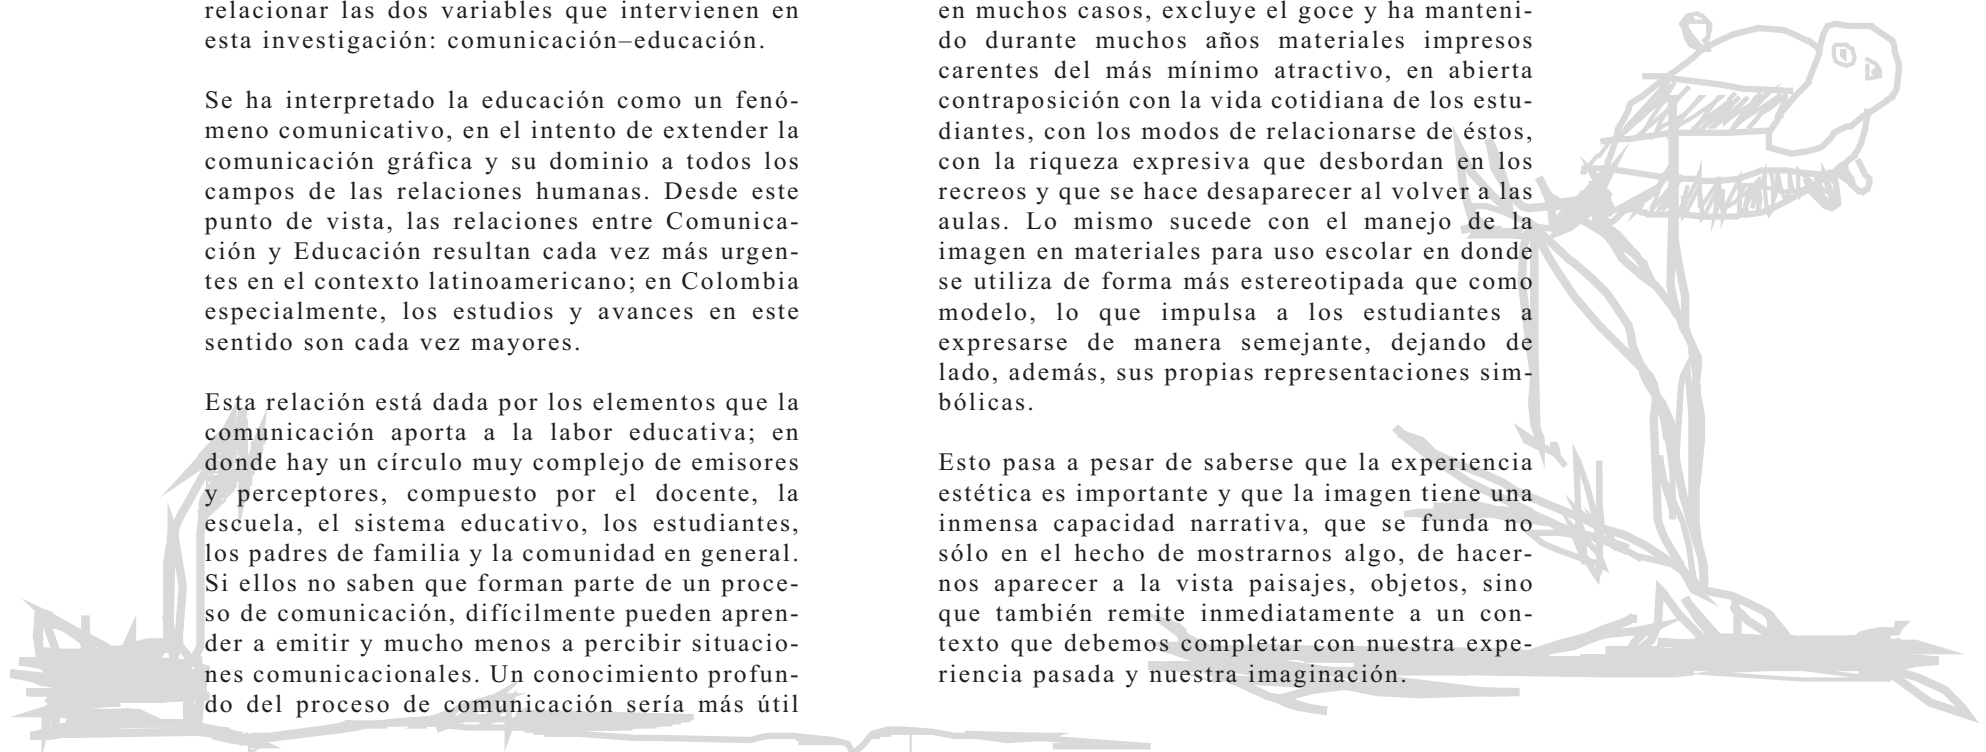 relacionar las dos variables que intervienen en
esta investigación: comunicación–educación.
Se ha interpretado la educación como un fenó-
meno comunicativo, en el intento de extender la
comunicación gráfica y su dominio a todos los
campos de las relaciones humanas. Desde este
punto de vista, las relaciones entre Comunica-
ción y Educación resultan cada vez más urgen-
tes en el contexto latinoamericano; en Colombia
especialmente, los estudios y avances en este
sentido son cada vez mayores.
Esta relación está dada por los elementos que la
comunicación aporta a la labor educativa; en
donde hay un círculo muy complejo de emisores
y perceptores, compuesto por el docente, la
escuela, el sistema educativo, los estudiantes,
los padres de familia y la comunidad en general.
Si ellos no saben que forman parte de un proce-
so de comunicación, difícilmente pueden apren-
der a emitir y mucho menos a percibir situacio-
nes comunicacionales. Un conocimiento profun-
do del proceso de comunicación sería más útil
en muchos casos, excluye el goce y ha manteni-
do durante muchos años materiales impresos
carentes del más mínimo atractivo, en abierta
contraposición con la vida cotidiana de los estu-
diantes, con los modos de relacionarse de éstos,
con la riqueza expresiva que desbordan en los
recreos y que se hace desaparecer al volver a las
aulas. Lo mismo sucede con el manejo de la
imagen en materiales para uso escolar en donde
se utiliza de forma más estereotipada que como
modelo, lo que impulsa a los estudiantes a
expresarse de manera semejante, dejando de
lado, además, sus propias representaciones sim-
bólicas.
Esto pasa a pesar de saberse que la experiencia
estética es importante y que la imagen tiene una
inmensa capacidad narrativa, que se funda no
sólo en el hecho de mostrarnos algo, de hacer-
nos aparecer a la vista paisajes, objetos, sino
que también remite inmediatamente a un con-
texto que debemos completar con nuestra expe-
riencia pasada y nuestra imaginación.